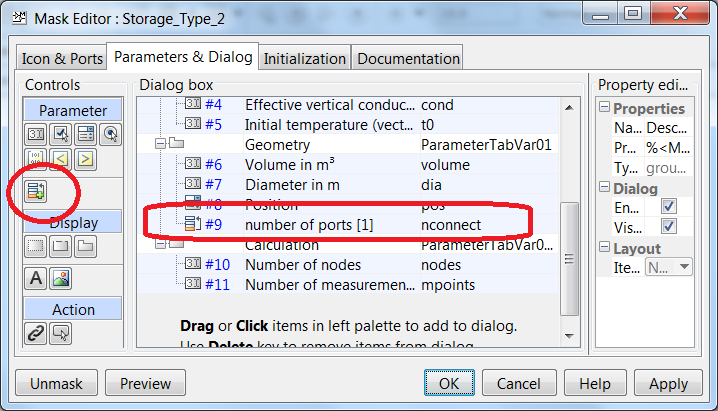 Mask Editor : Storage_Type_2
Icon & Ports
Parameters & Dialog
Initialization
Documentation
Controls
Parameter
Display
A
Action
Dialog box
#4 Effective vertical conduc... cond
#5 Initial temperature (vect... t0
Geometry ParameterTabVar01
#6 Volume in m³ volume
#7 Diameter in m dia
#8 Position pos
#9 number of ports [1] nconnect
Calculation ParameterTabVar0...
#10 Number of nodes nodes
#11 Number of measuremen... mpoints
Drag or Click items in left palette to add to dialog.
Use Delete key to remove items from dialog
Property edi...
Properties
Na... Desc...
Pr... %<M...
Ty... grou...
Dialog
En...
Vis...
Layout
Ite... N...
Unmask
Preview
OK
Cancel
Help
Apply